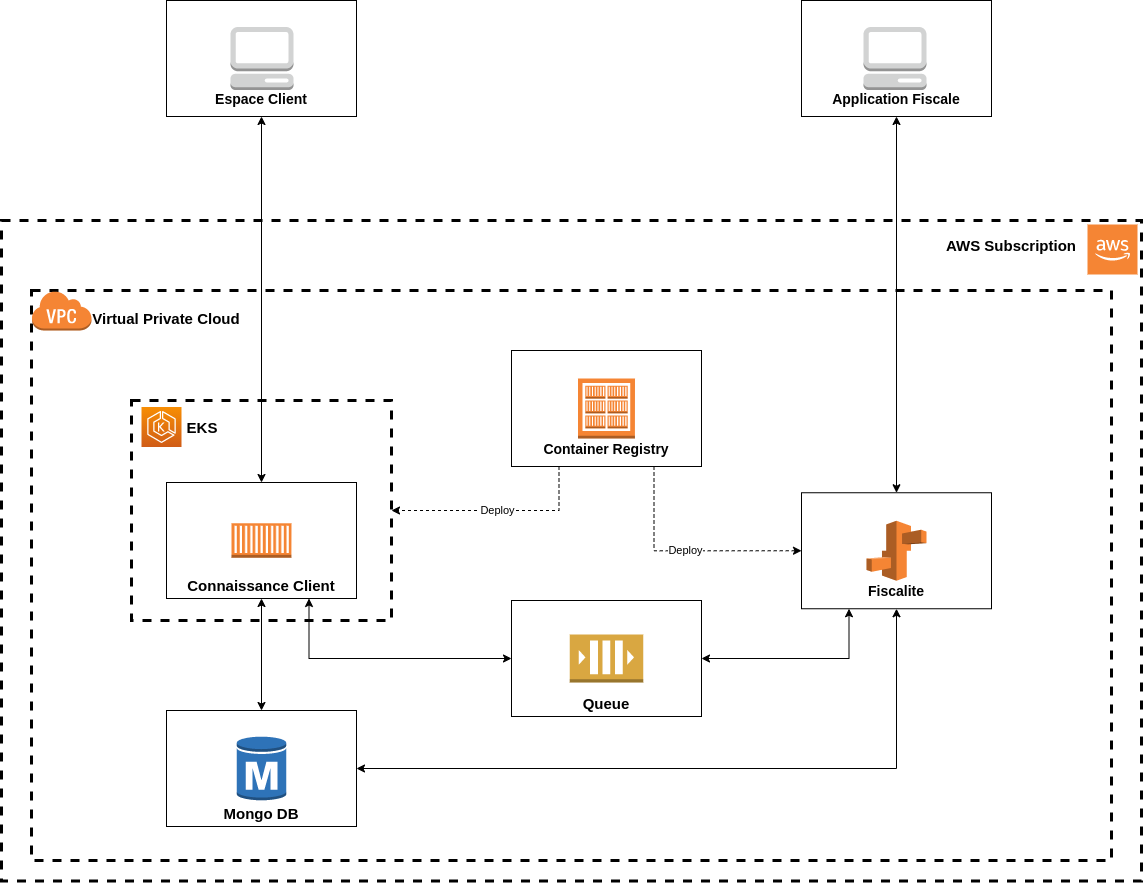 Espace Client
Application Fiscale
AWS Subscription
aws
VPC
Virtual Private Cloud
K
EKS
Container Registry
Deploy
Deploy
Connaissance Client
Fiscalite
Queue
M
Mongo DB